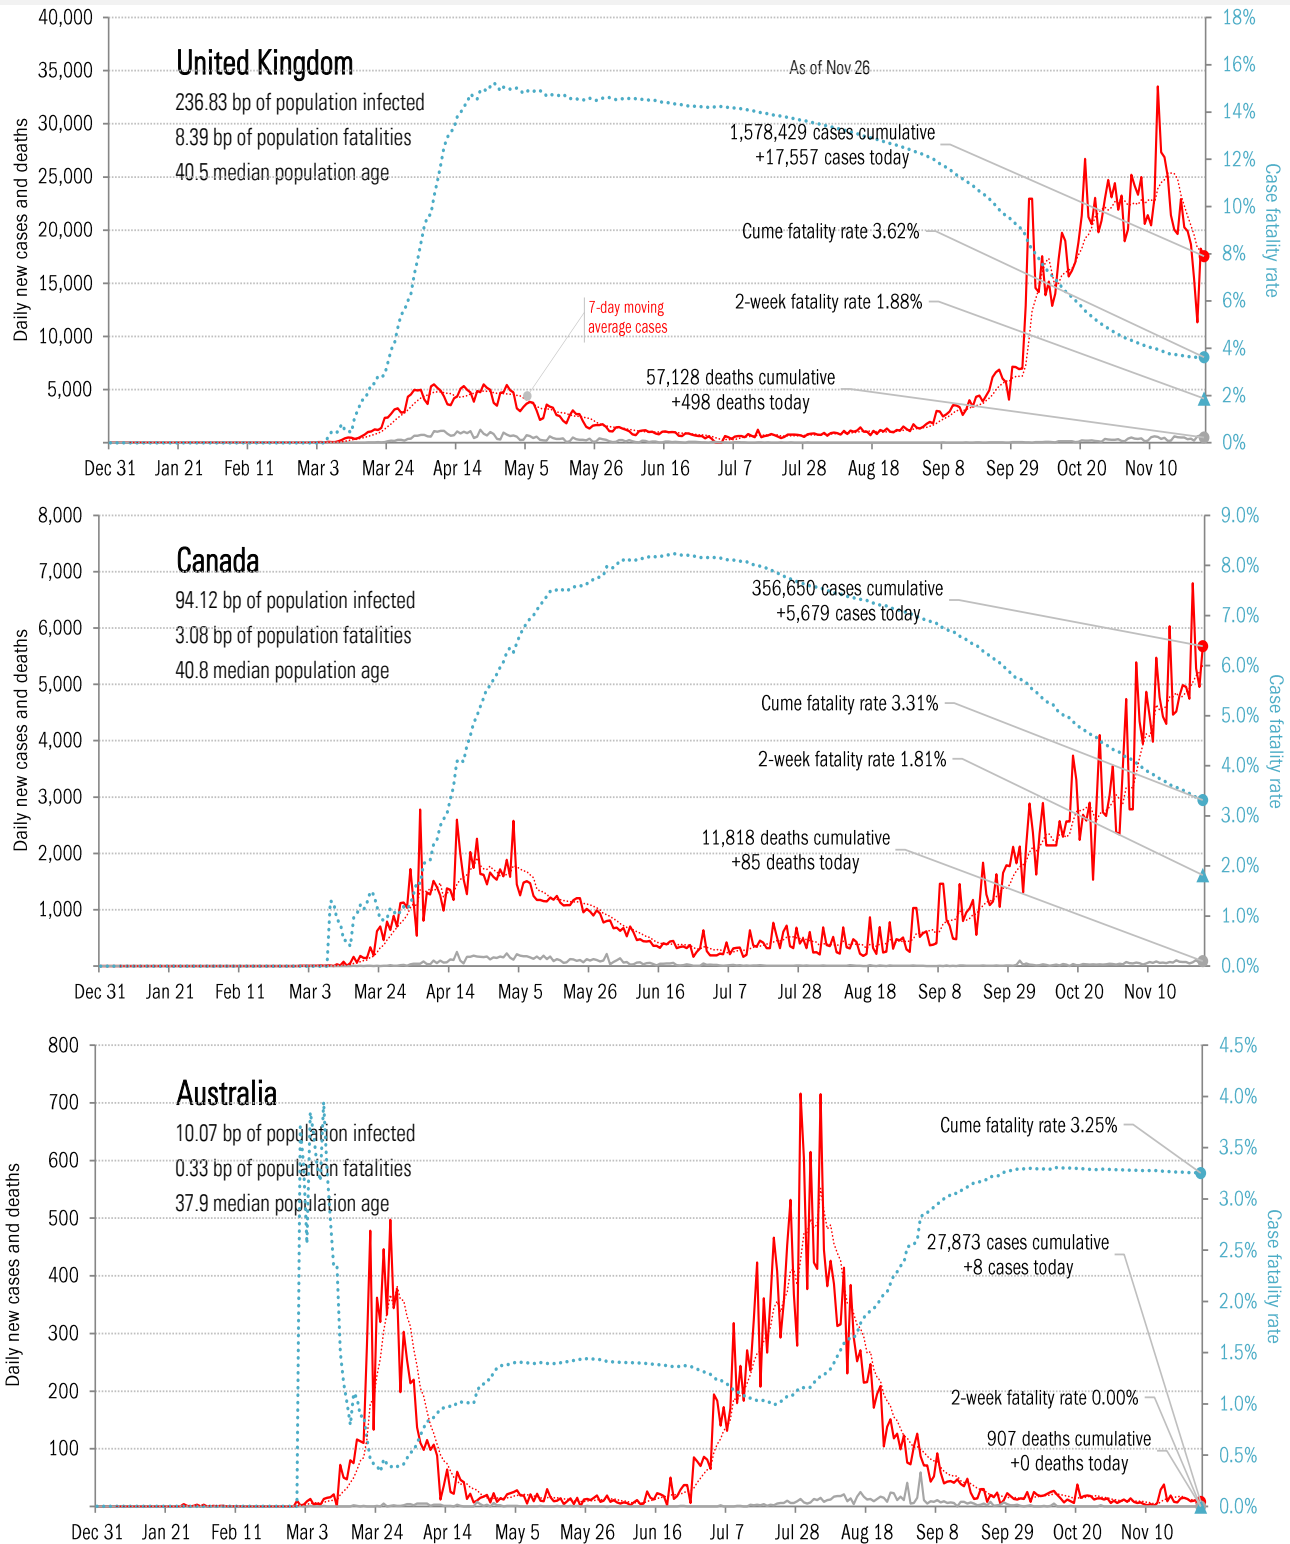 40,000
18%
United Kingdom
As of Nov 26
35,000
16%
236.83 bp of population infected
30,000
14%
8.39 bp of population fatalities
1,578,429 cases cumulative
+17,557 cases today
12%
40.5 median population age
25,000
10%
20,000
Cume fatality rate 3.62%
8%
15,000
6%
2-week fatality rate 1.88%
7-day moving
average cases
10,000
4%
57,128 deaths cumulative
+498 deaths today
5,000
2%
0%
Daily new cases and deaths
Case fatality rate
Dec 31 Jan 21 Feb 11 Mar 3 Mar 24 Apr 14 May 5 May 26 Jun 16 Jul 7 Jul 28 Aug 18 Sep 8 Sep 29 Oct 20 Nov 10
8,000
9.0%
Canada
7,000
8.0%
94.12 bp of population infected
356,650 cases cumulative
+5,679 cases today
6,000
7.0%
3.08 bp of population fatalities
40.8 median population age
6.0%
5,000
Cume fatality rate 3.31%
5.0%
4,000
2-week fatality rate 1.81%
4.0%
3,000
3.0%
11,818 deaths cumulative
+85 deaths today
2,000
2.0%
1,000
1.0%
0.0%
Daily new cases and deaths
Case fatality rate
Dec 31 Jan 21 Feb 11 Mar 3 Mar 24 Apr 14 May 5 May 26 Jun 16 Jul 7 Jul 28 Aug 18 Sep 8 Sep 29 Oct 20 Nov 10
800
4.5%
Australia
700
4.0%
10.07 bp of population infected
Cume fatality rate 3.25%
600
3.5%
0.33 bp of population fatalities
37.9 median population age
3.0%
500
27,873 cases cumulative
+8 cases today
2.5%
400
2.0%
300
1.5%
200
2-week fatality rate 0.00%
1.0%
907 deaths cumulative
+0 deaths today
100
0.5%
0.0%
Daily new cases and deaths
Case fatality rate
Dec 31 Jan 21 Feb 11 Mar 3 Mar 24 Apr 14 May 5 May 26 Jun 16 Jul 7 Jul 28 Aug 18 Sep 8 Sep 29 Oct 20 Nov 10